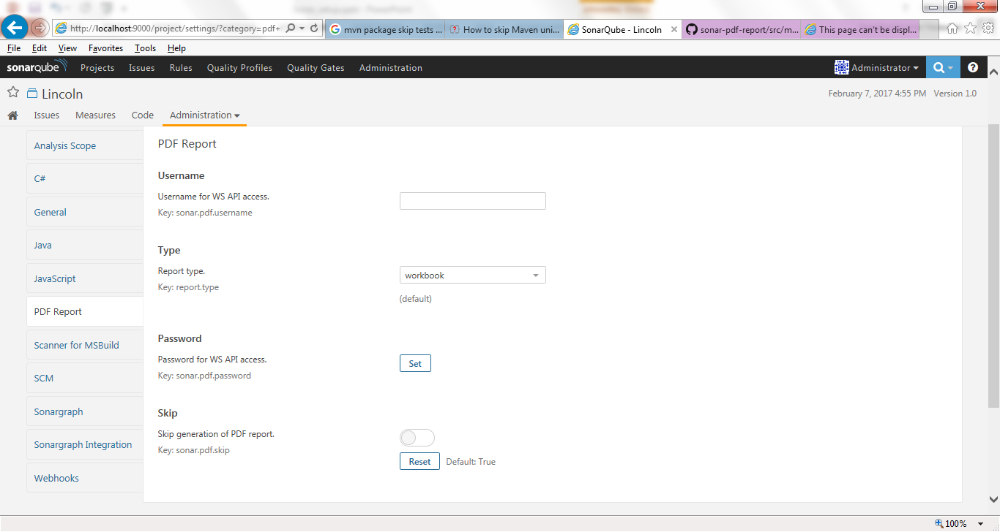 http://localhost:9000/project/settings/?category=pdf+
mvn package skip tests ...
How to skip Maven uni...
SonarQube - Lincoln
sonar-pdf-report/src/m...
This page can't be displ...
File Edit View Favorites Tools Help
sonarqube Projects Issues Rules Quality Profiles Quality Gates Administration Administrator ?
Lincoln
February 7, 2017 4:55 PM Version 1.0
Issues Measures Code Administration
Analysis Scope
C#
General
Java
JavaScript
PDF Report
Scanner for MSBuild
SCM
Sonargraph
Sonargraph Integration
Webhooks
PDF Report
Username
Username for WS API access.
Key: sonar.pdf.username
Type
Report type.
workbook
Key: report.type
(default)
Password
Password for WS API access.
Set
Key: sonar.pdf.password
Skip
Skip generation of PDF report.
Key: sonar.pdf.skip
Reset Default: True
100%